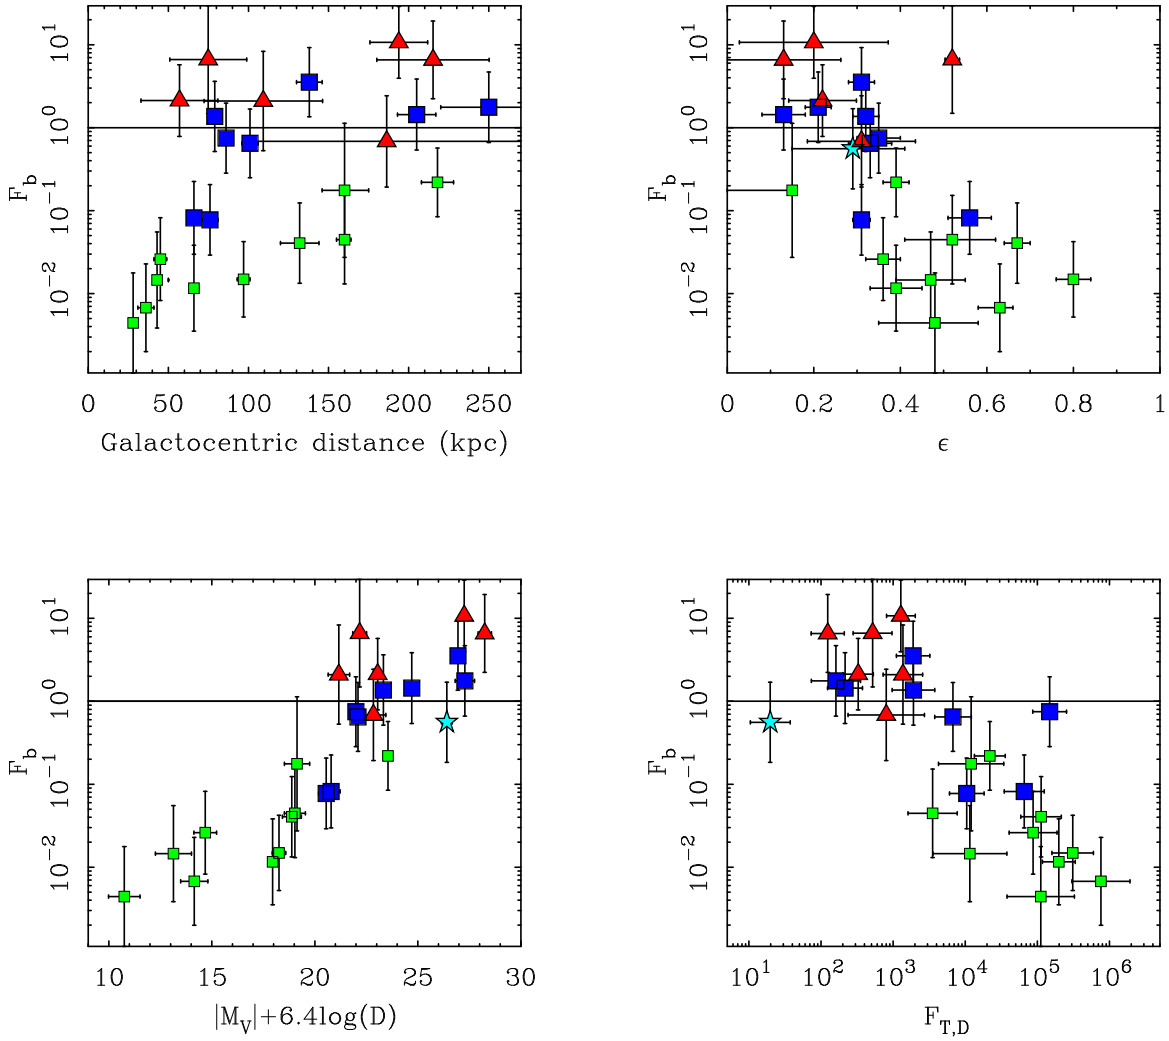 F_b
10^1
10^0
10^-1
10^-2
0 50 100 150 200 250
Galactocentric distance (kpc)
F_b
10^1
10^0
10^-1
10^-2
0 0.2 0.4 0.6 0.8 1
ϵ
F_b
10^1
10^0
10^-1
10^-2
10 15 20 25 30
|M_V|+6.4log(D)
F_b
10^1
10^0
10^-1
10^-2
10^1 10^2 10^3 10^4 10^5 10^6
F_T,D